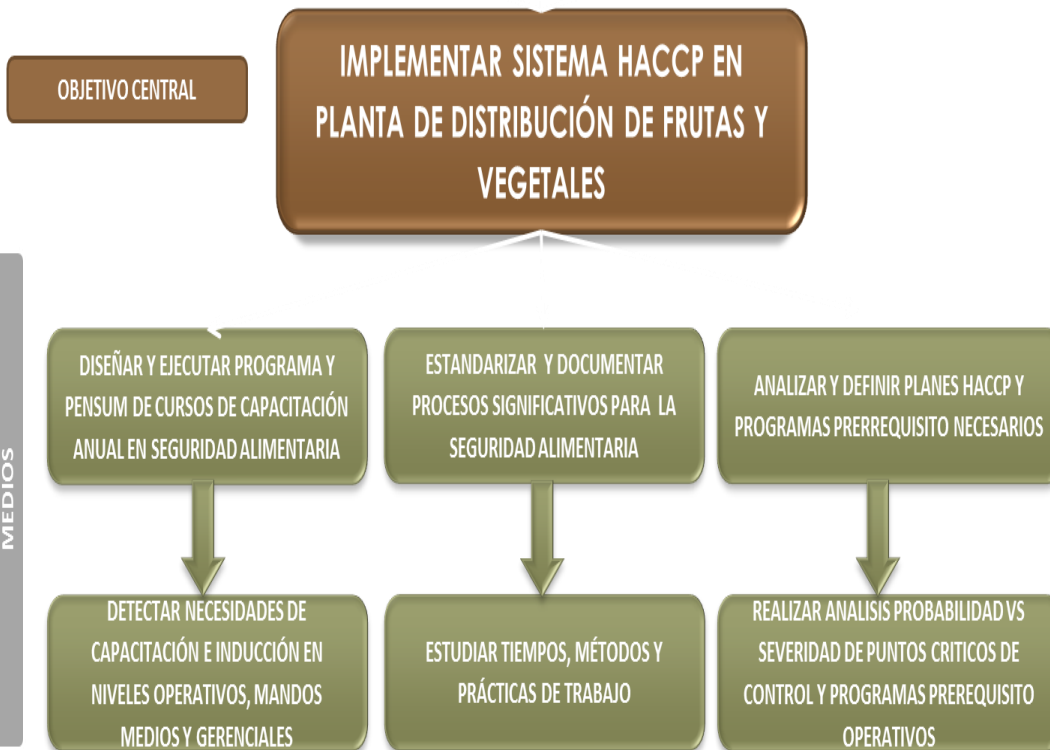 OBJETIVO CENTRAL
IMPLEMENTAR SISTEMA HACCP EN
PLANTA DE DISTRIBUCIÓN DE FRUTAS Y
VEGETALES
MEDIOS
DISEÑAR Y EJECUTAR PROGRAMA Y
PENSUM DE CURSOS DE CAPACITACIÓN
ANUAL EN SEGURIDAD ALIMENTARIA
ESTANDARIZAR Y DOCUMENTAR
PROCESOS SIGNIFICATIVOS PARA LA
SEGURIDAD ALIMENTARIA
ANALIZAR Y DEFINIR PLANES HACCP Y
PROGRAMAS PRERREQUISITO NECESARIOS
DETECTAR NECESIDADES DE
CAPACITACIÓN E INDUCCIÓN EN
NIVELES OPERATIVOS, MANDOS
MEDIOS Y GERENCIALES
ESTUDIAR TIEMPOS, MÉTODOS Y
PRÁCTICAS DE TRABAJO
REALIZAR ANALISIS PROBABILIDAD VS
SEVERIDAD DE PUNTOS CRITICOS DE
CONTROL Y PROGRAMAS PREREQUISITO
OPERATIVOS